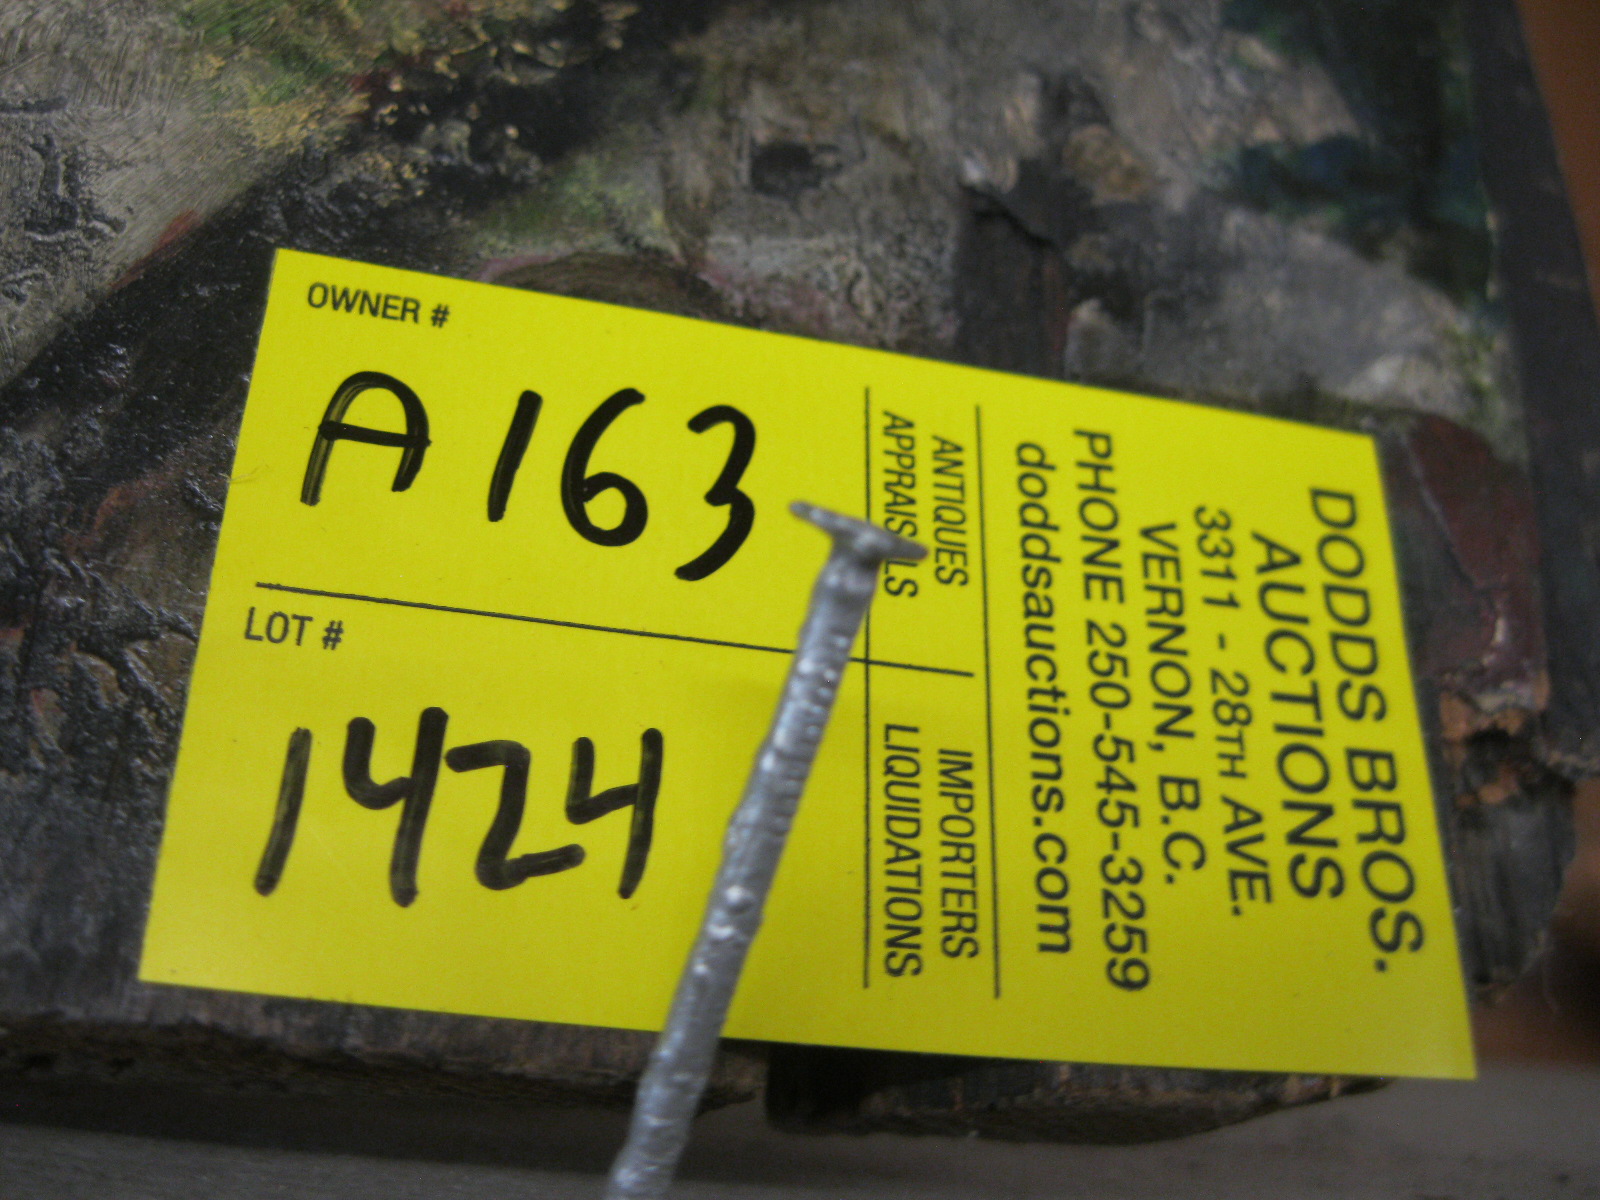 OWNER #
A163
LOT #
1424
DODDS BROS.
AUCTIONS
3311 - 28TH AVE.
VERNON, B.C.
PHONE 250-545-3259
doddsauctions.com
ANTIQUES
APPRAISALS
IMPORTERS
LIQUIDATIONS